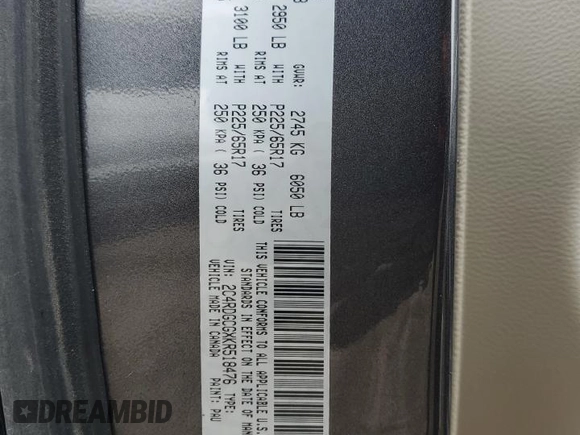 GWWR: 2745 KG 6050 LB
2950 LB WITH P225/65R17 TIRES
RIMS AT 250 KPA ( 36 PSI) COLD
3100 LB WITH P225/65R17 TIRES
RIMS AT 250 KPA ( 36 PSI) COLD
THIS VEHICLE CONFORMS TO ALL APPLICABLE U.S.
STANDARDS IN EFFECT ON THE DATE OF MAN
VIN: 2C4RDGCGXKR518476 TYPE:
VEHICLE MADE IN CANADA PAINT: PAU
DREAMBID